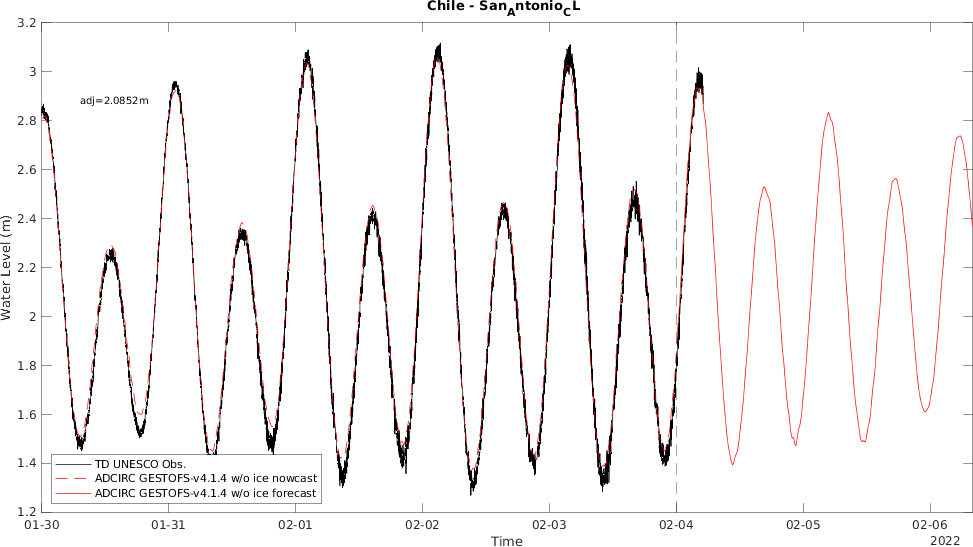 Chile - SanAntonioCL
3.2
3
2.8
2.6
2.4
2.2
2
1.8
1.6
1.4
1.2
Water Level (m)
adj=2.0852m
TD UNESCO Obs.
ADCIRC GESTOFS-v4.1.4 w/o ice nowcast
ADCIRC GESTOFS-v4.1.4 w/o ice forecast
01-30 01-31 02-01 02-02 02-03 02-04 02-05 02-06
Time
2022